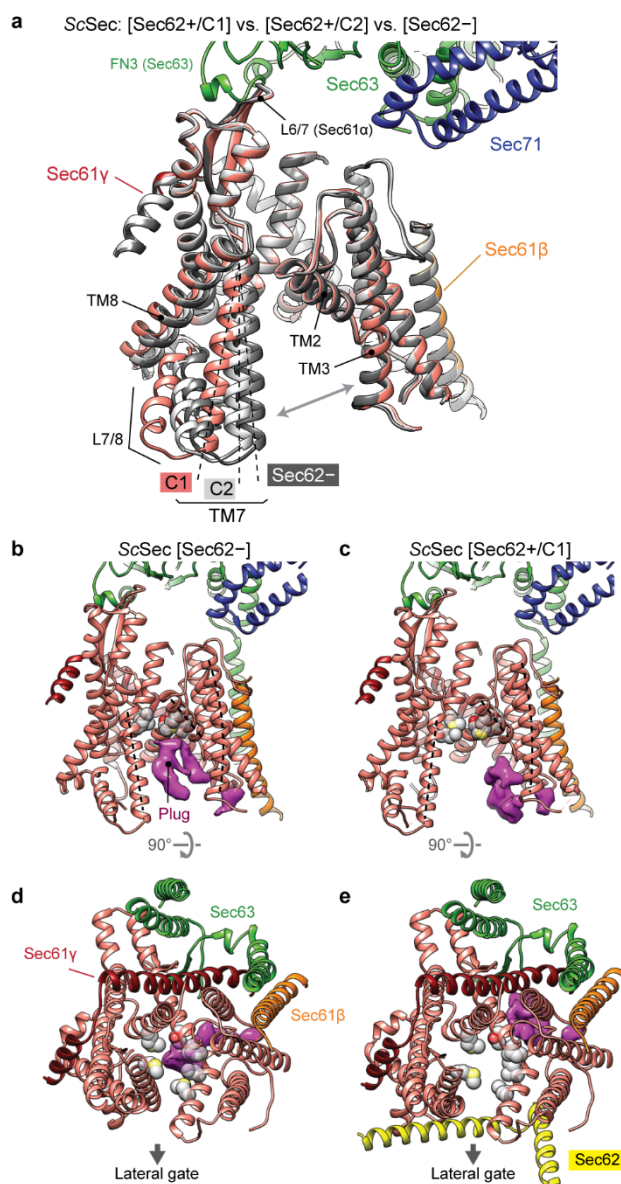 a
ScSec: [Sec62+/C1] vs. [Sec62+/C2] vs. [Sec62−]
FN3 (Sec63)
Sec63
L6/7 (Sec61α)
Sec71
Sec61γ
Sec61β
TM8
TM2
TM3
L7/8
C1
C2
Sec62−
TM7
b
ScSec [Sec62−]
c
ScSec [Sec62+/C1]
Plug
90°
90°
d
e
Sec63
Sec63
Sec61γ
Sec61β
Sec62
Lateral gate
Lateral gate